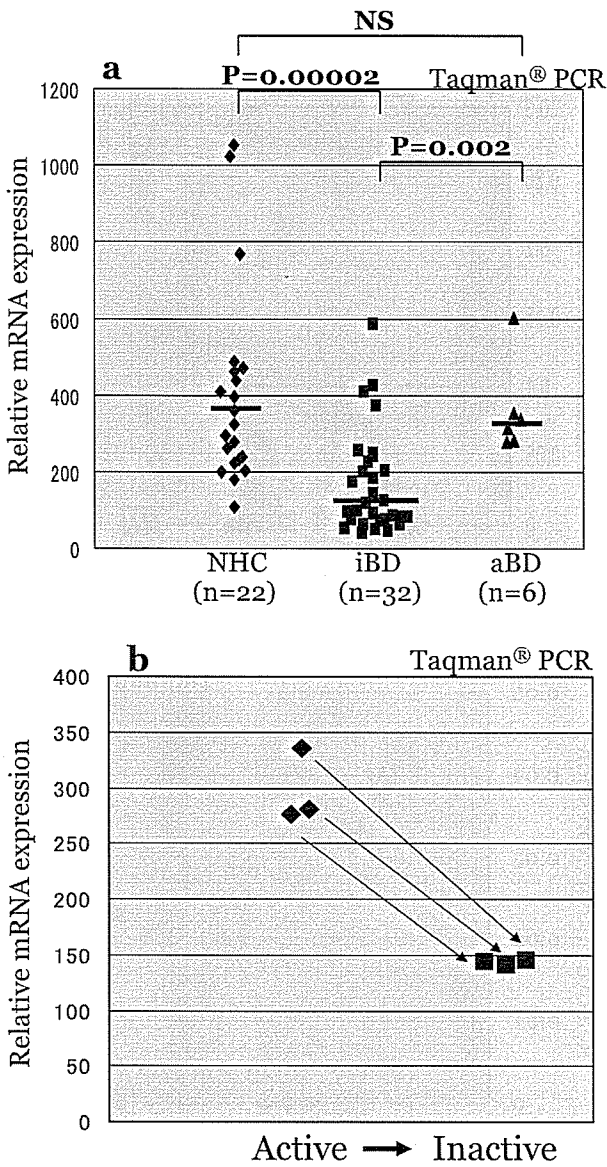 NS
a
P=0.00002
Taqman® PCR
P=0.002
Relative mRNA expression
1200
1000
800
600
400
200
0
NHC
(n=22)
iBD
(n=32)
aBD
(n=6)
b
Taqman® PCR
Relative mRNA expression
400
350
300
250
200
150
100
50
0
Active → Inactive